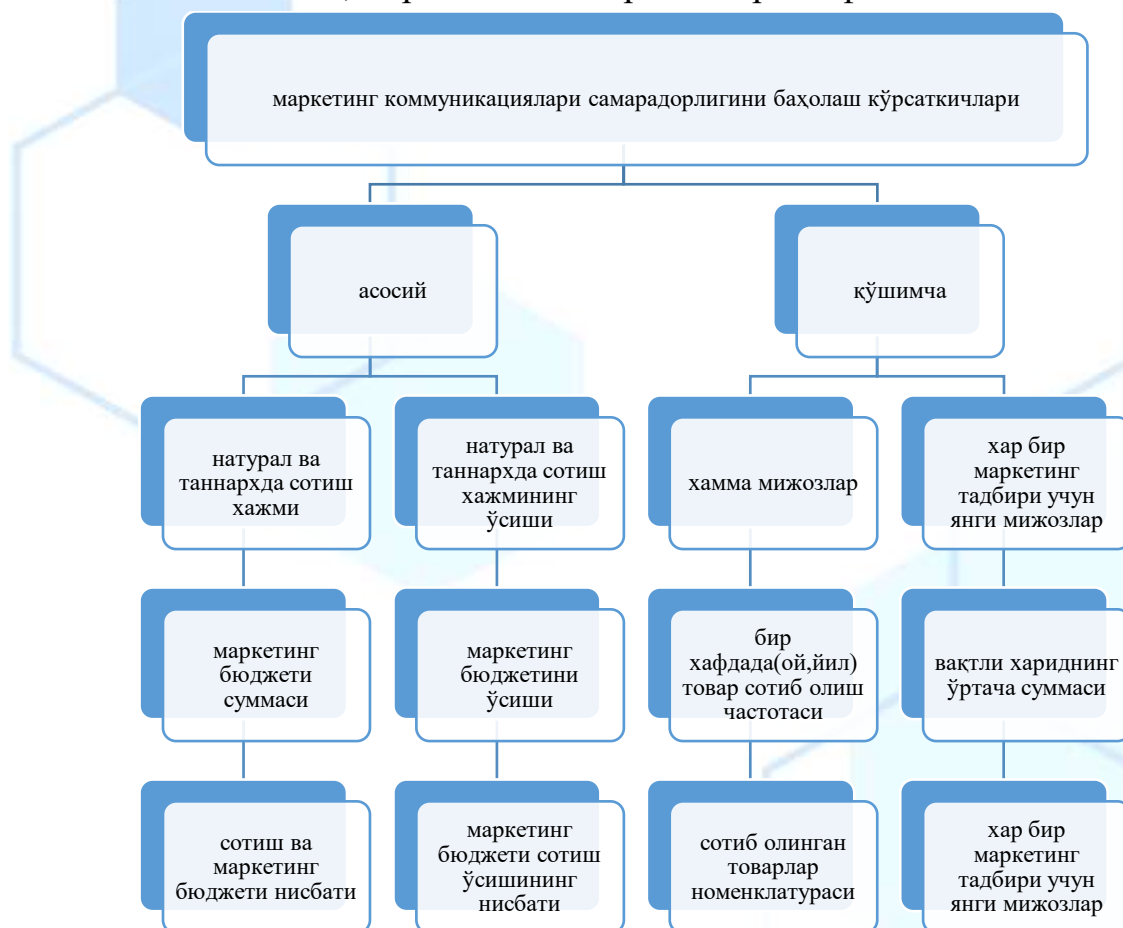 маркетинг коммуникациялари самарадорлигини баҳолаш кўрсаткичлари
асосий
қўшимча
натурал ва
таннархда сотиш
хажми
натурал ва
таннархда сотиш
хажмининг
ўсиши
хамма мижозлар
хар бир
маркетинг
тадбири учун
янги мижозлар
маркетинг
бюджети
суммаси
маркетинг
бюджетини
ўсиши
бир
хафдада(ой,йил)
товар сотиб олиш
частотаси
вақтли хариднинг
ўртача суммаси
сотиш ва
маркетинг
бюджети нисбати
маркетинг
бюджети сотиш
ўсишининг
нисбати
сотиб олинган
товарлар
номенклатураси
хар бир
маркетинг
тадбири учун
янги мижозлар